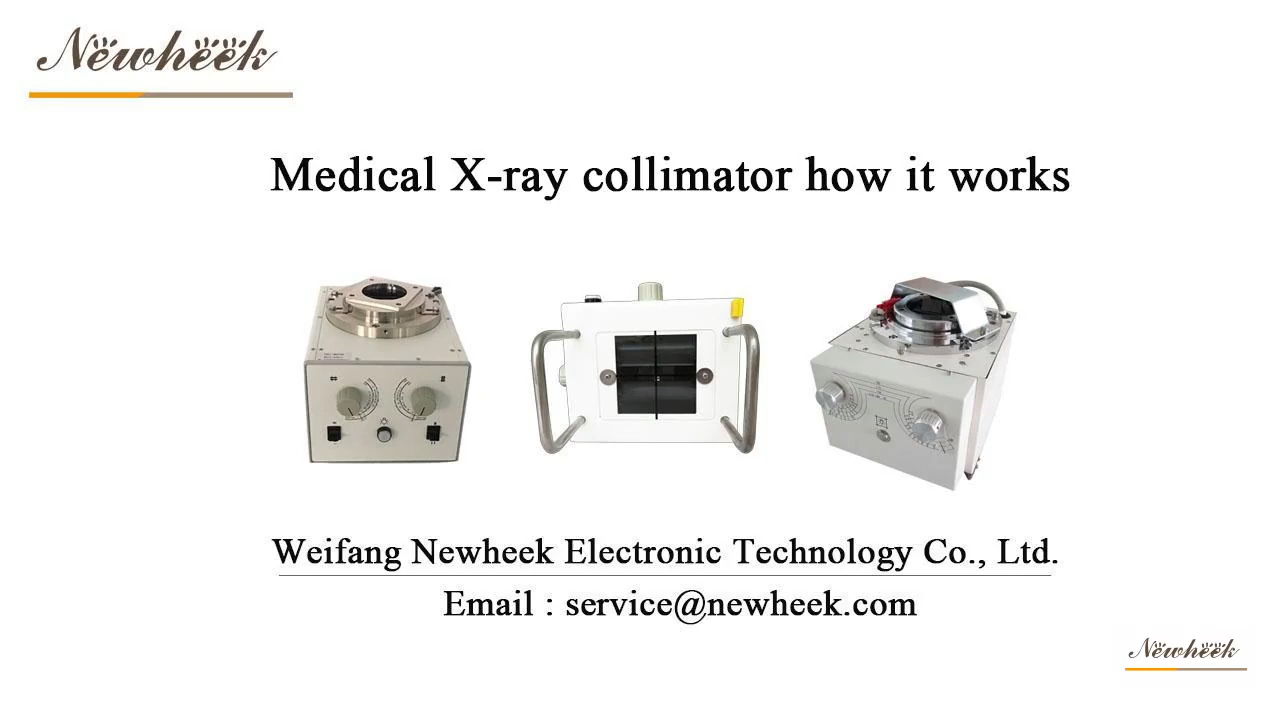 Newheek
Medical X-ray collimator how it works
Weifang Newheek Electronic Technology Co., Ltd.
Email : service@newheek.com
Newheek